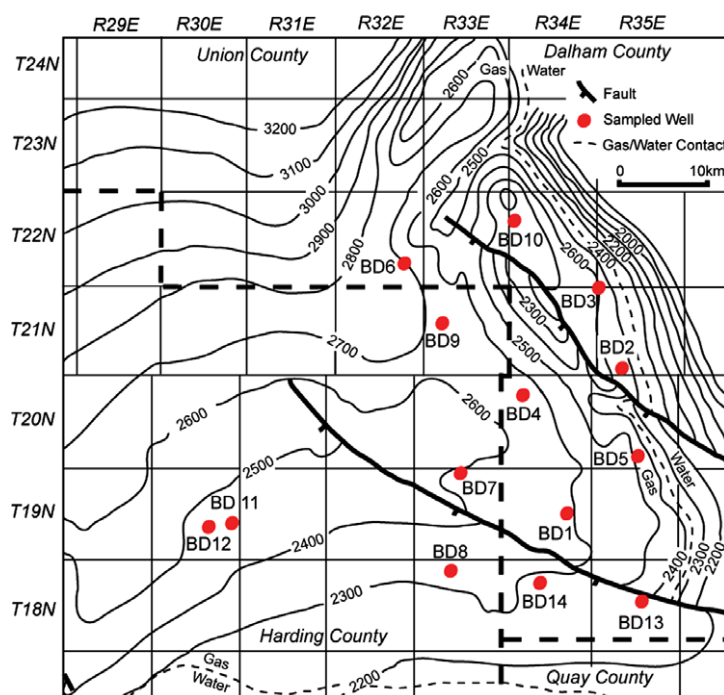 R29E R30E R31E R32E R33E R34E R35E
T24N
T23N
T22N
T21N
T20N
T19N
T18N
Union County
Dalham County
Gas
Water
Fault
Sampled Well
Gas/Water Contact
0 10km
2600
3200
3100
3000
2900
2800
2700
2600
2500
2400
2300
2200
2500
2600
2600
2400
2200
2000
2300
2500
2600
BD10
BD6
BD3
BD9
BD2
BD4
BD5
Gas
Water
BD7
BD 11
BD12
BD1
BD8
BD14
BD13
2400
2300
2200
Harding County
Quay County
Gas
Water